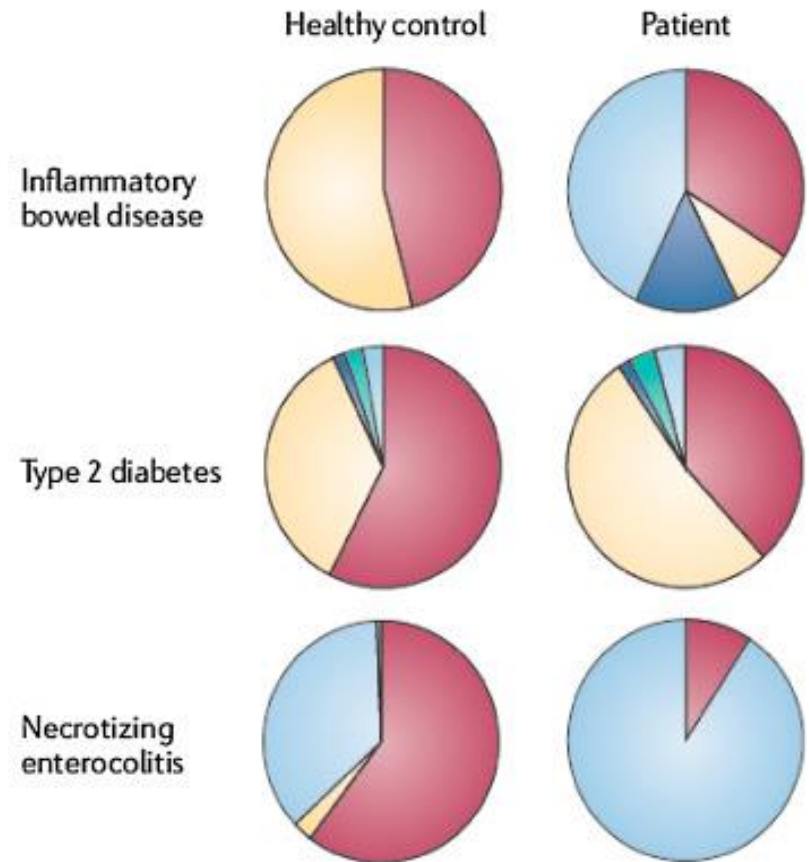 Healthy control
Patient
Inflammatory
bowel disease
Type 2 diabetes
Necrotizing
enterocolitis